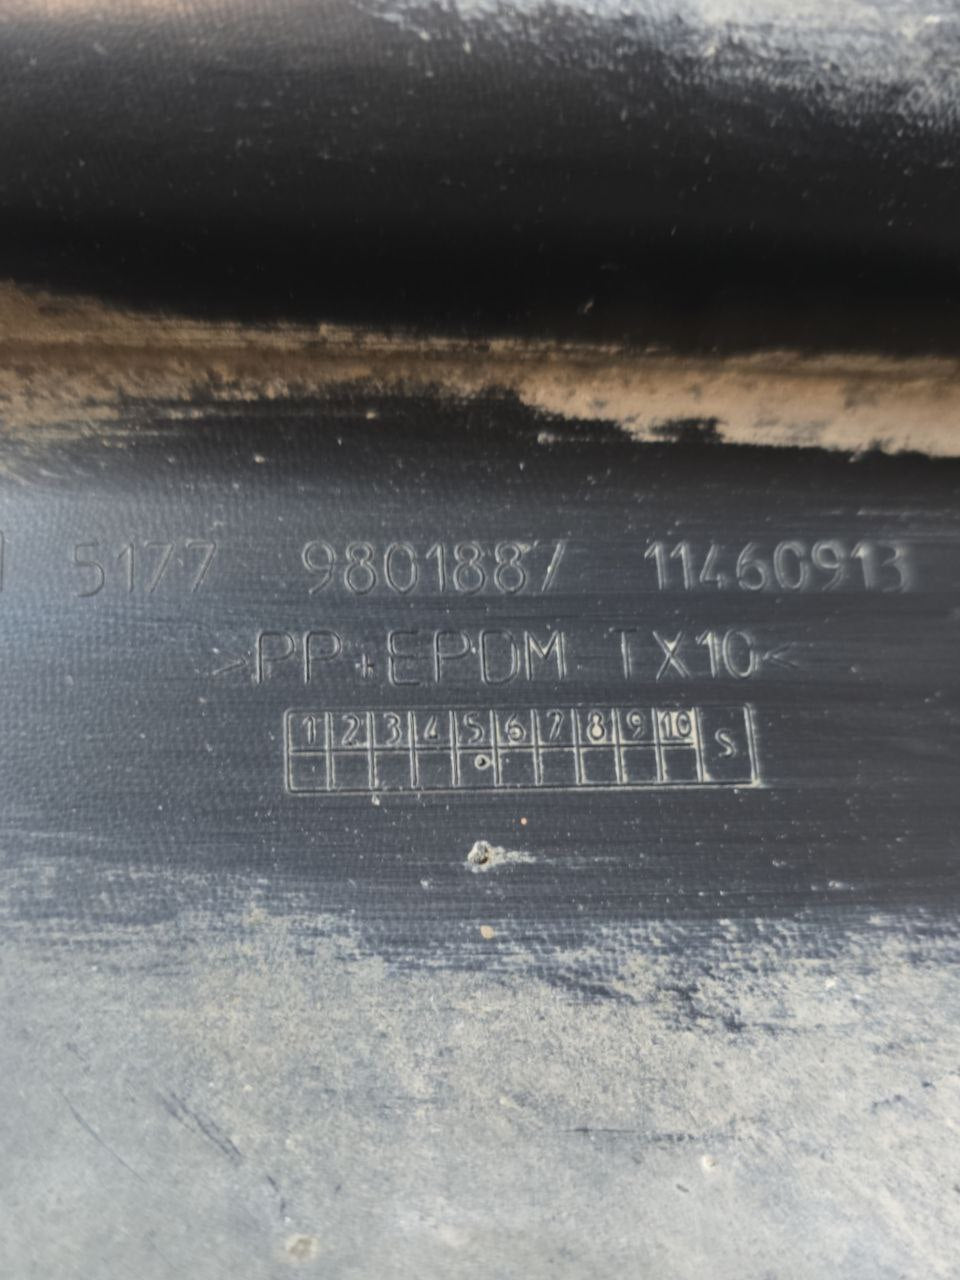 5177 9801887 11460913
>PP+EPDM TX10<
1 2 3 4 5 6 7 8 9 10 S